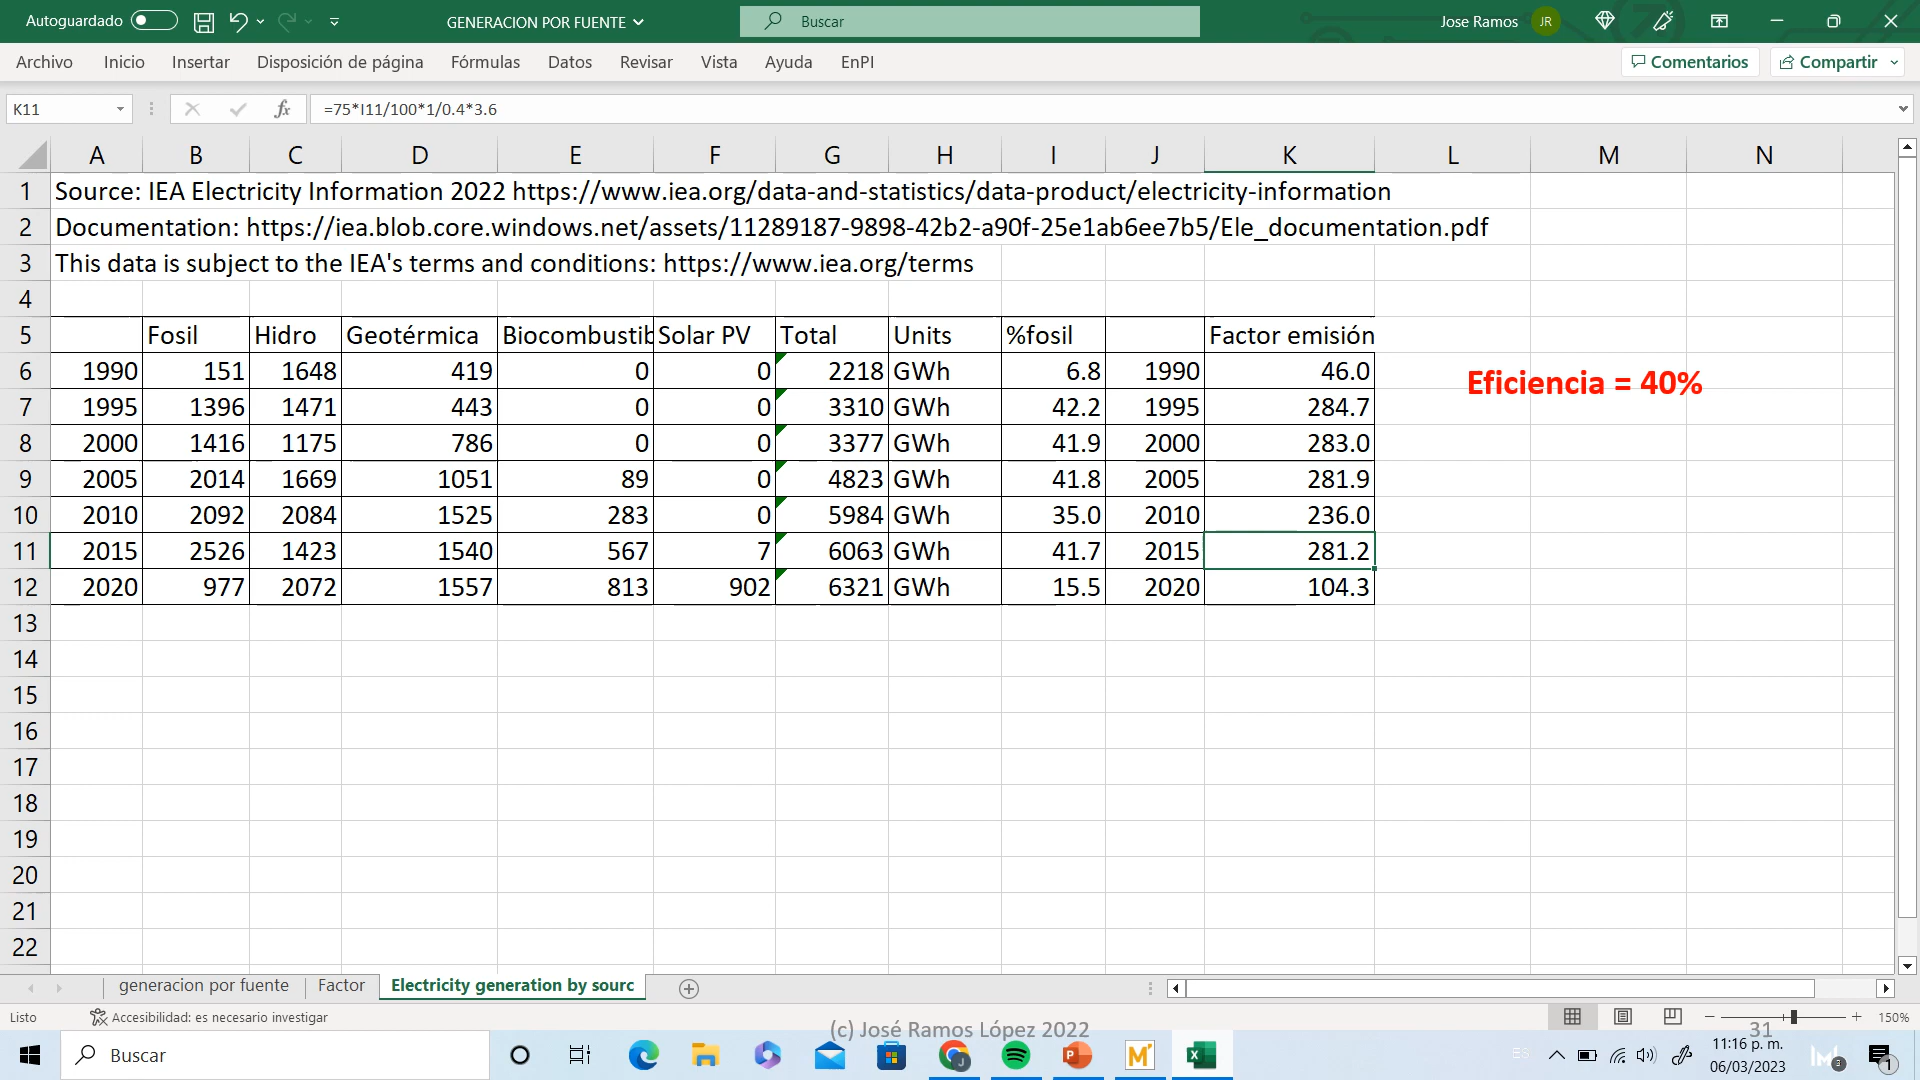 Autoguardado GENERACION POR FUENTE Buscar Jose Ramos JR
Archivo Inicio Insertar Disposición de página Fórmulas Datos Revisar Vista Ayuda EnPI Comentarios Compartir
K11 fx =75*I11/100*1/0.4*3.6
A B C D E F G H I J K L M N
1 Source: IEA Electricity Information 2022 https://www.iea.org/data-and-statistics/data-product/electricity-information
2 Documentation: https://iea.blob.core.windows.net/assets/11289187-9898-42b2-a90f-25e1ab6ee7b5/Ele_documentation.pdf
3 This data is subject to the IEA's terms and conditions: https://www.iea.org/terms
4
5 Fosil Hidro Geotérmica Biocombustib Solar PV Total Units %fosil Factor emisión
6 1990 151 1648 419 0 0 2218 GWh 6.8 1990 46.0 Eficiencia = 40%
7 1995 1396 1471 443 0 0 3310 GWh 42.2 1995 284.7
8 2000 1416 1175 786 0 0 3377 GWh 41.9 2000 283.0
9 2005 2014 1669 1051 89 0 4823 GWh 41.8 2005 281.9
10 2010 2092 2084 1525 283 0 5984 GWh 35.0 2010 236.0
11 2015 2526 1423 1540 567 7 6063 GWh 41.7 2015 281.2
12 2020 977 2072 1557 813 902 6321 GWh 15.5 2020 104.3
13
14
15
16
17
18
19
20
21
22
generacion por fuente Factor Electricity generation by sourc
Listo Accesibilidad: es necesario investigar 150%
(c) José Ramos López 2022 31
Buscar 11:16 p. m.
06/03/2023 3 1